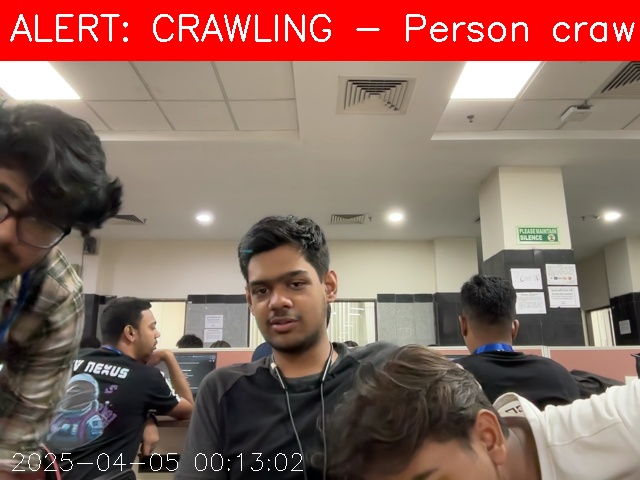 ALERT: CRAWLING - Person craw
PLEASE MAINTAIN
SILENCE
NEXUS
2025-04-05 00:13:02